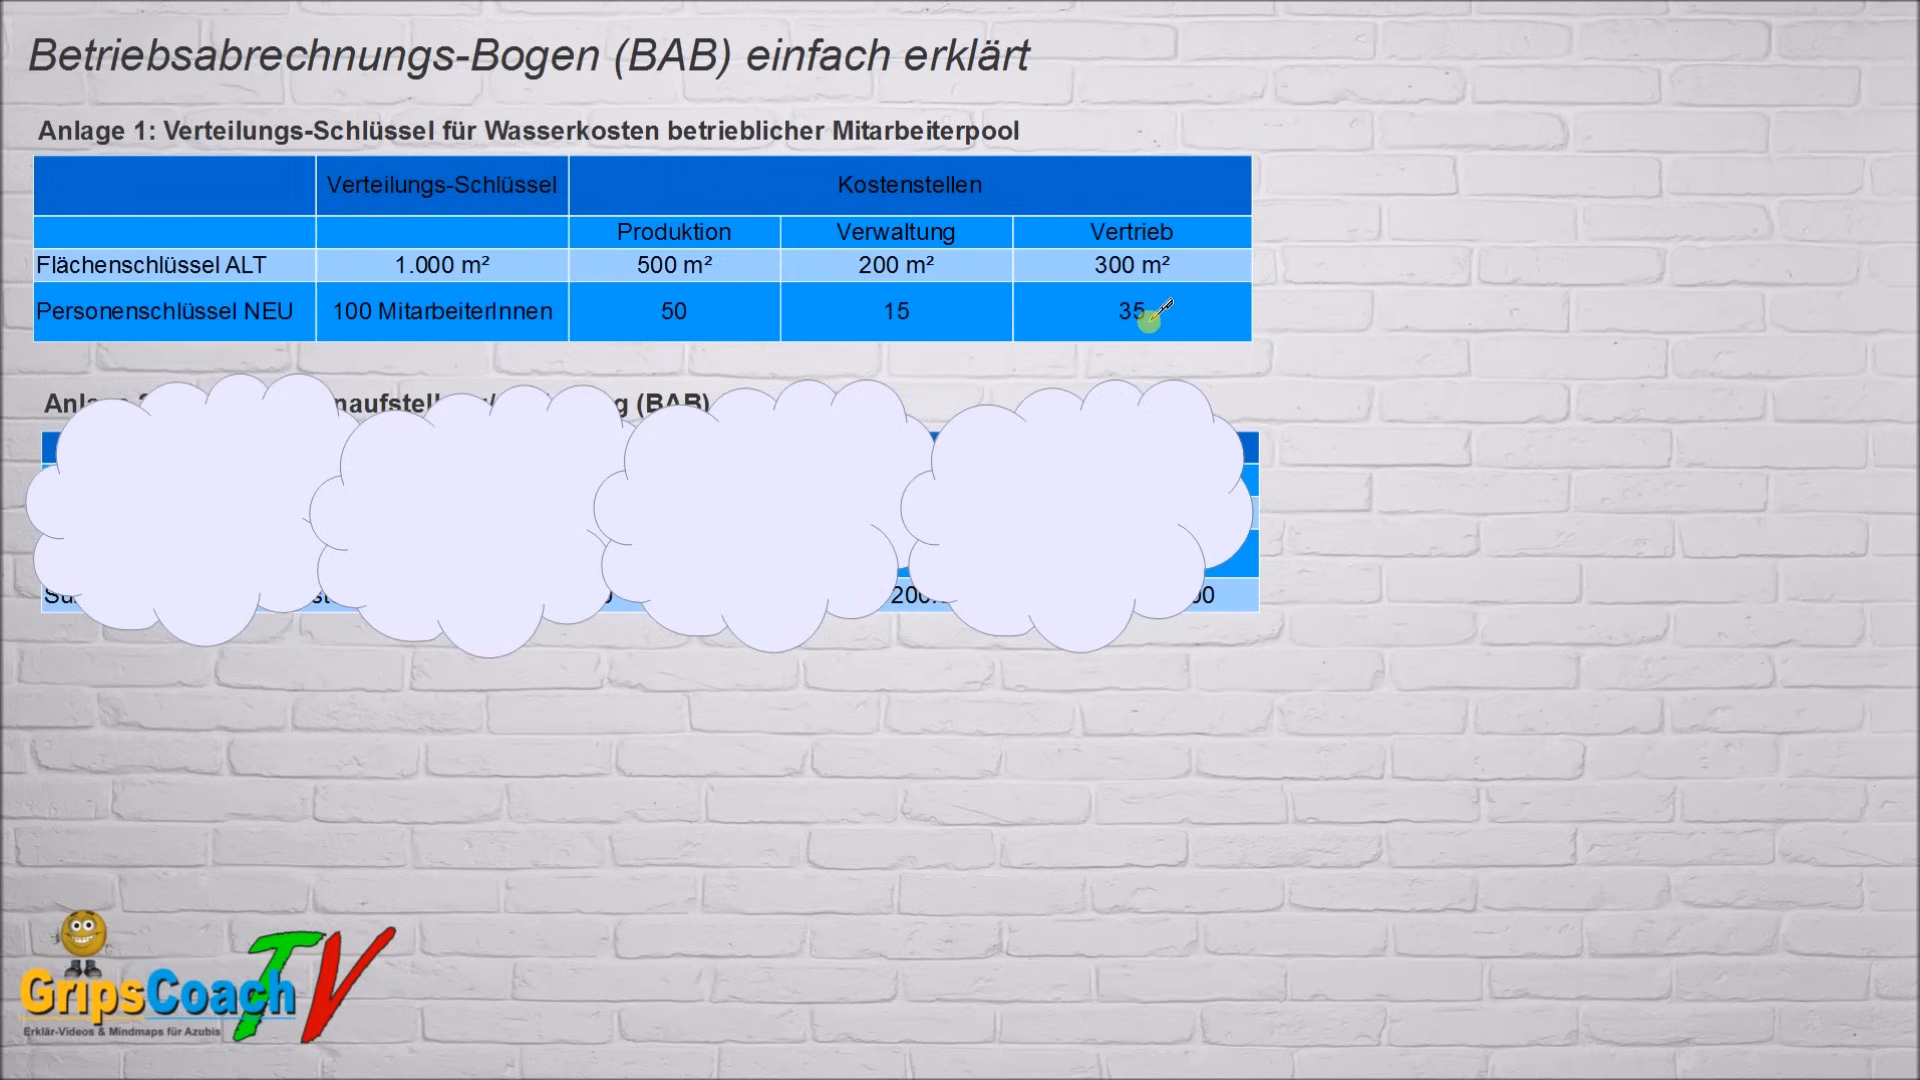 Betriebsabrechnungs-Bogen (BAB) einfach erklärt
Anlage 1: Verteilungs-Schlüssel für Wasserkosten betrieblicher Mitarbeiterpool
Verteilungs-Schlüssel Kostenstellen
Produktion Verwaltung Vertrieb
Flächenschlüssel ALT 1.000 m² 500 m² 200 m² 300 m²
Personenschlüssel NEU 100 MitarbeiterInnen 50 15 35
(BAB)
GripsCoach TV
Erklär-Videos & Mindmaps für Azubis